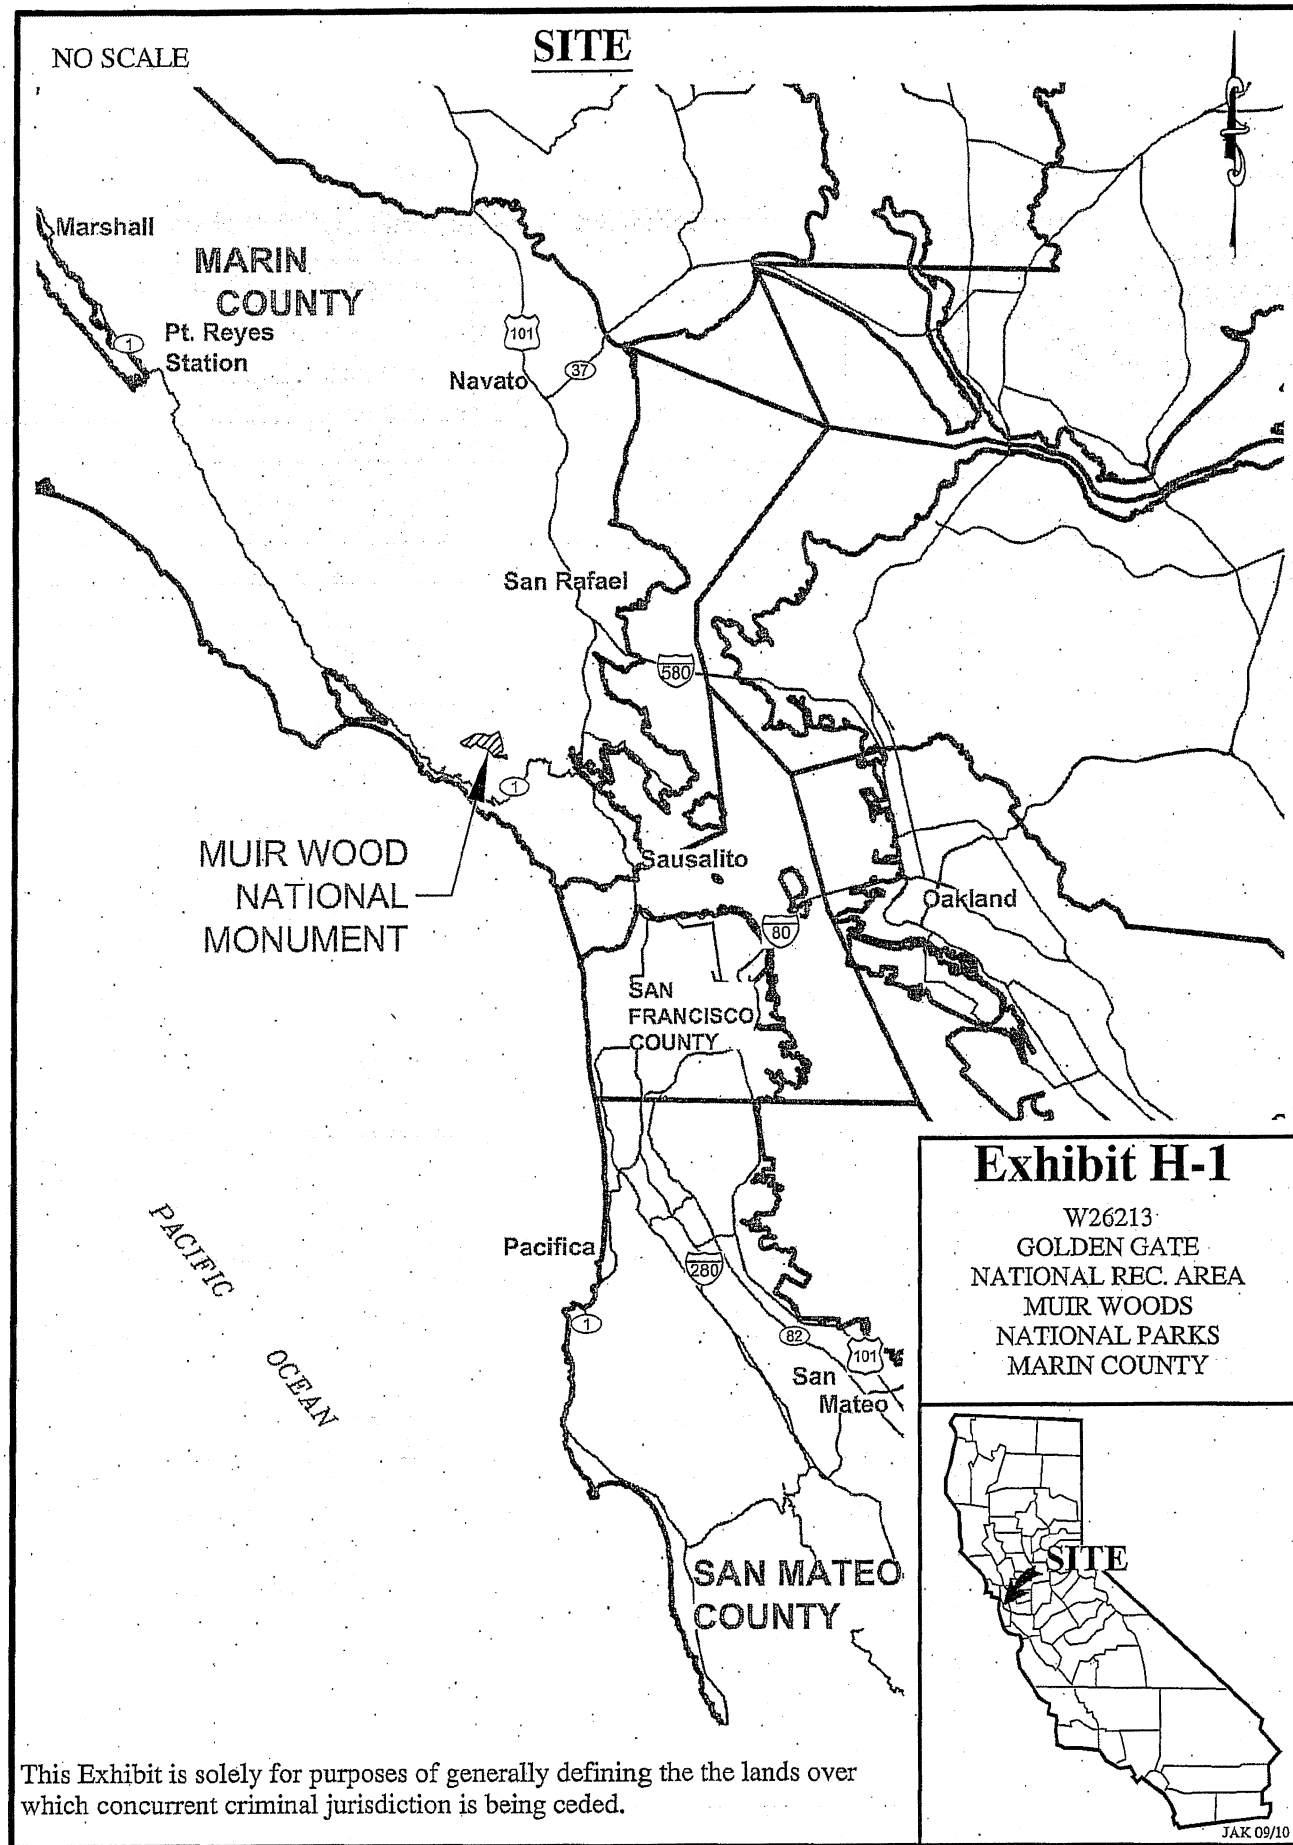 NO SCALE
SITE
Marshall
MARIN
COUNTY
1
Pt. Reyes
Station
101
37
Navato
San Rafael
580
1
MUIR WOOD
NATIONAL
MONUMENT
Sausalito
Oakland
80
SAN
FRANCISCO
COUNTY
PACIFIC
OCEAN
Pacifica
280
1
82
101
San
Mateo
SAN MATEO
COUNTY
Exhibit H-1
W26213
GOLDEN GATE
NATIONAL REC. AREA
MUIR WOODS
NATIONAL PARKS
MARIN COUNTY
SITE
This Exhibit is solely for purposes of generally defining the the lands over
which concurrent criminal jurisdiction is being ceded.
JAK 09/10